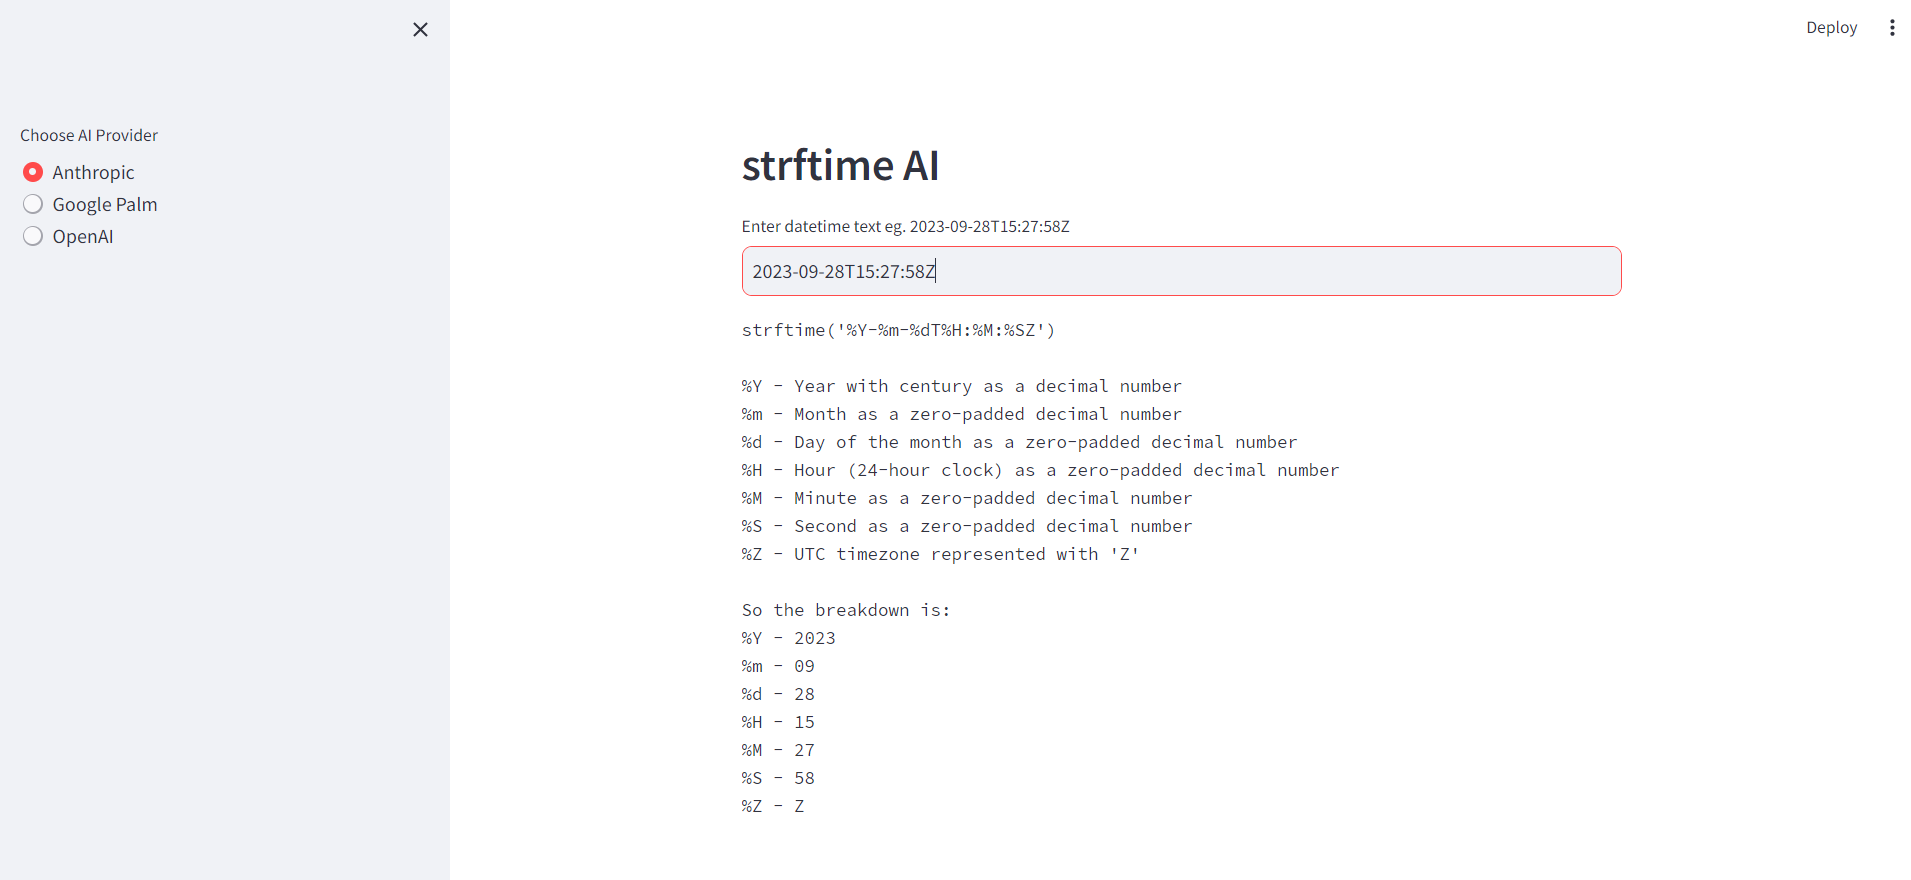 Deploy
Choose AI Provider
Anthropic
Google Palm
OpenAI
strftime AI
Enter datetime text eg. 2023-09-28T15:27:58Z
2023-09-28T15:27:58Z
strftime('%Y-%m-%dT%H:%M:%SZ')
%Y - Year with century as a decimal number
%m - Month as a zero-padded decimal number
%d - Day of the month as a zero-padded decimal number
%H - Hour (24-hour clock) as a zero-padded decimal number
%M - Minute as a zero-padded decimal number
%S - Second as a zero-padded decimal number
%Z - UTC timezone represented with 'Z'
So the breakdown is:
%Y - 2023
%m - 09
%d - 28
%H - 15
%M - 27
%S - 58
%Z - Z